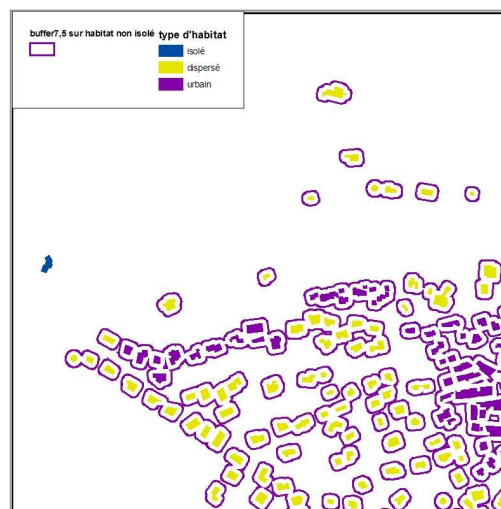 buffer7,5 sur habitat non isolé
type d'habitat
isolé
dispersé
urbain